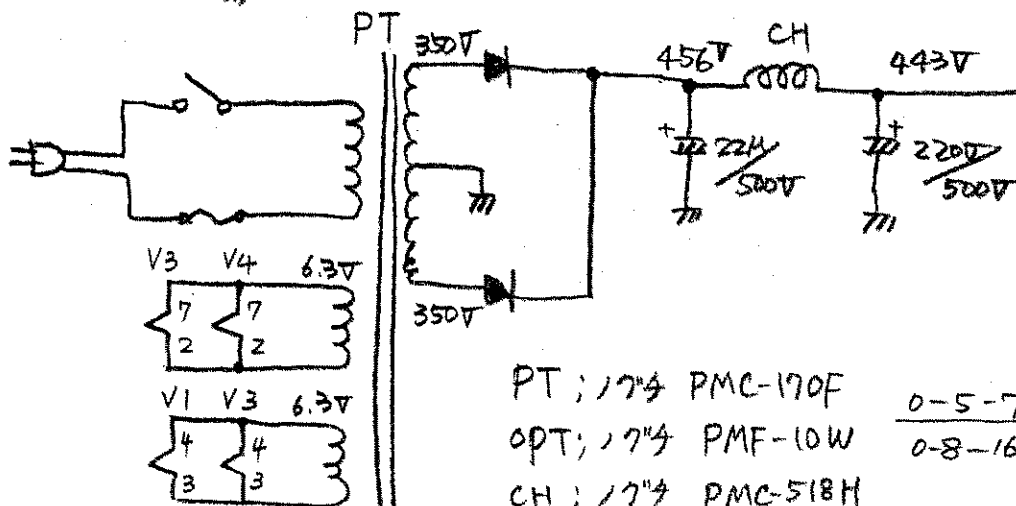 PT
350V
456V
CH
443V
22μ/500V
220V/500V
350V
V3 V4 6.3V
7 7
2 2
V1 V3 6.3V
4 4
3 3
PT ; ノグチ PMC-170F
OPT ; ノグチ PMF-10W
0-5-7
0-8-16
CH ; ノグチ PMC-518H